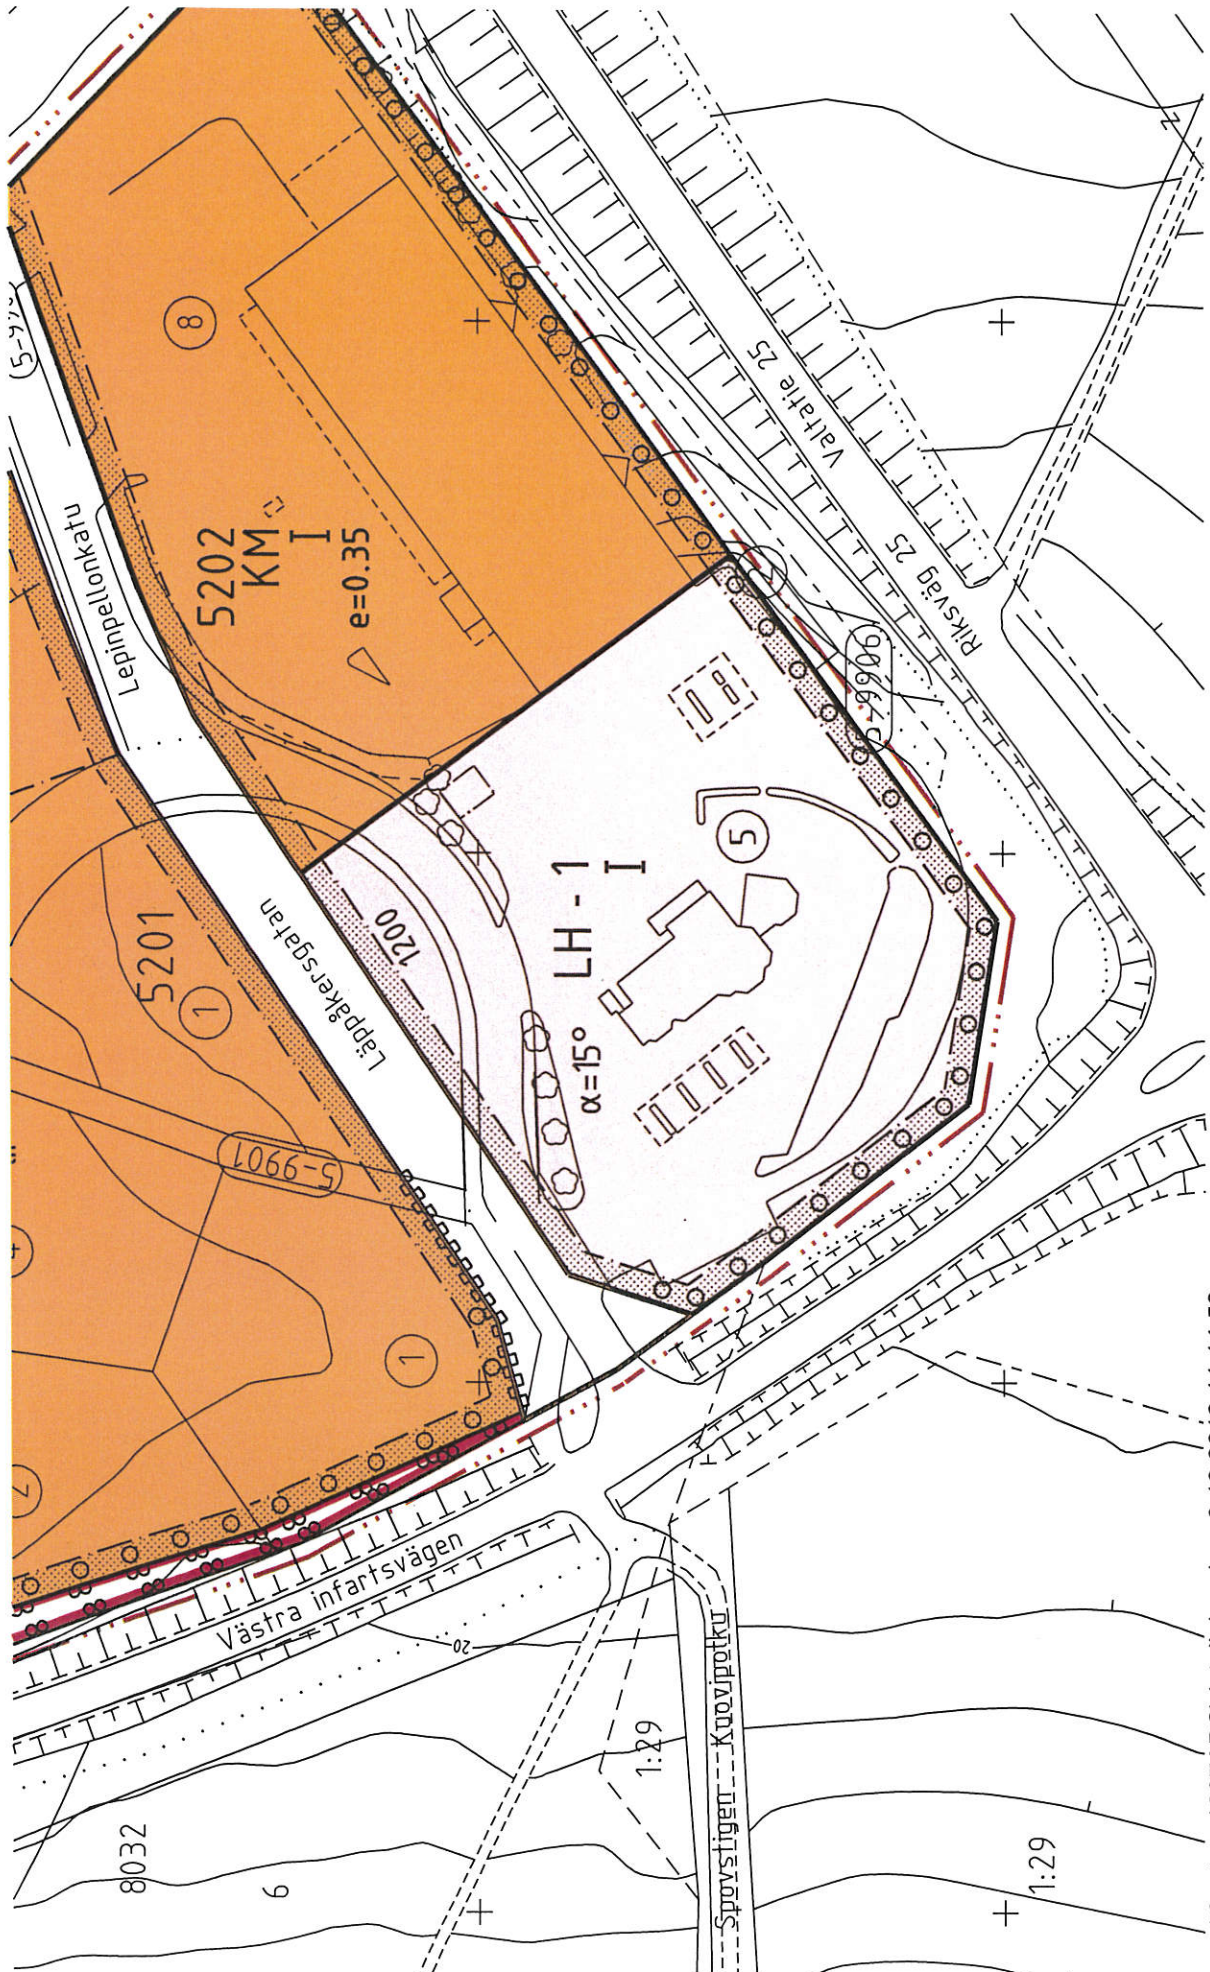 Lepinpellonkatu
8
5202
KM
I
e=0.35
Valtatie 25
Riksväg 25
5-9906
5201
1
Läppåkersgatan
1200
LH - 1
I
5
α=15°
5-9901
1
2
Västra infartsvägen
20
8032
6
1:29
Spovstigen Kuovipolku
1:29